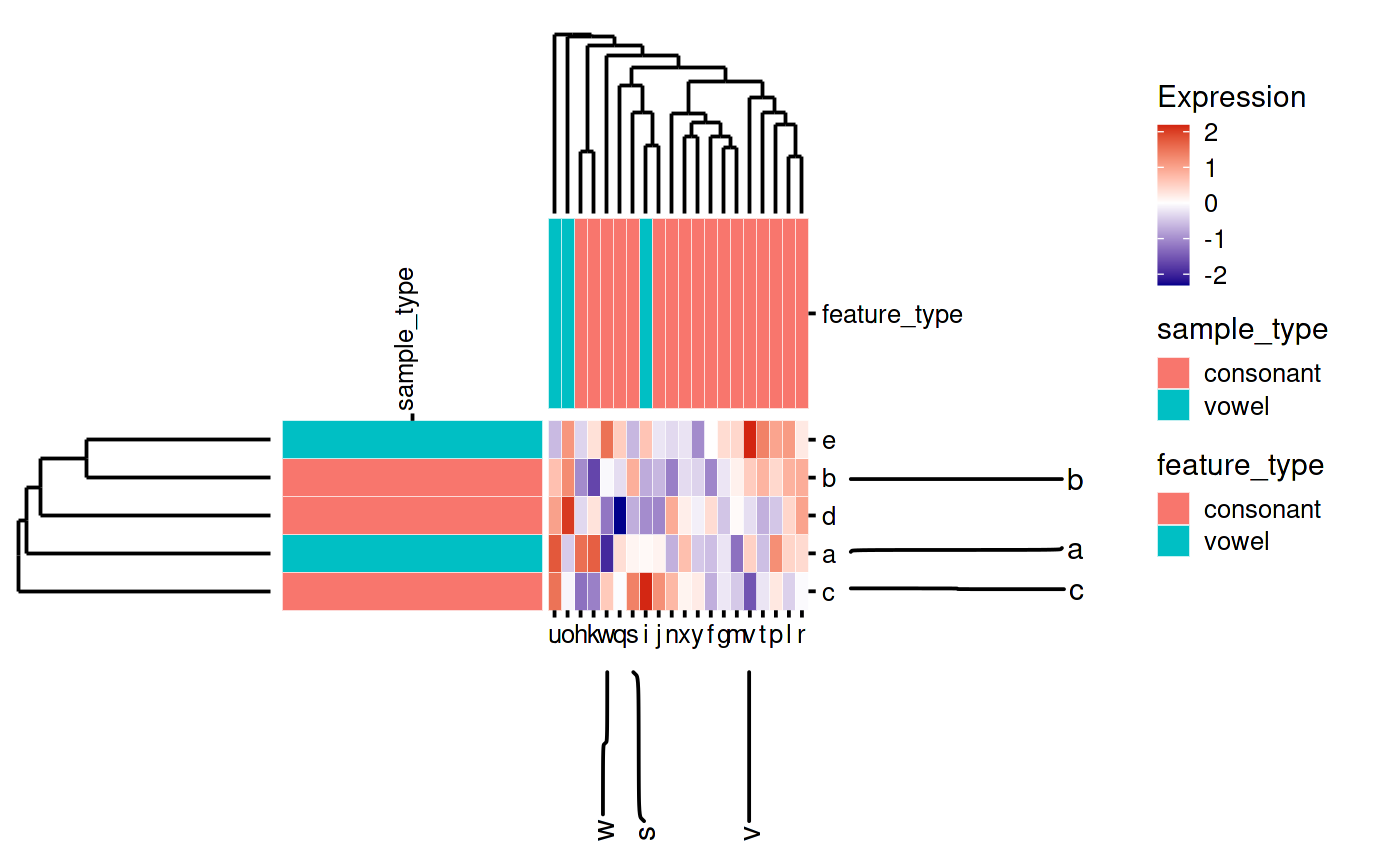 Expression
2
1
0
-1
-2
sample_type
consonant
vowel
feature_type
consonant
vowel
sample_type
feature_type
e
b
d
a
c
b
a
c
u o h k w q s i j n x y f g m v t p l r
w s v